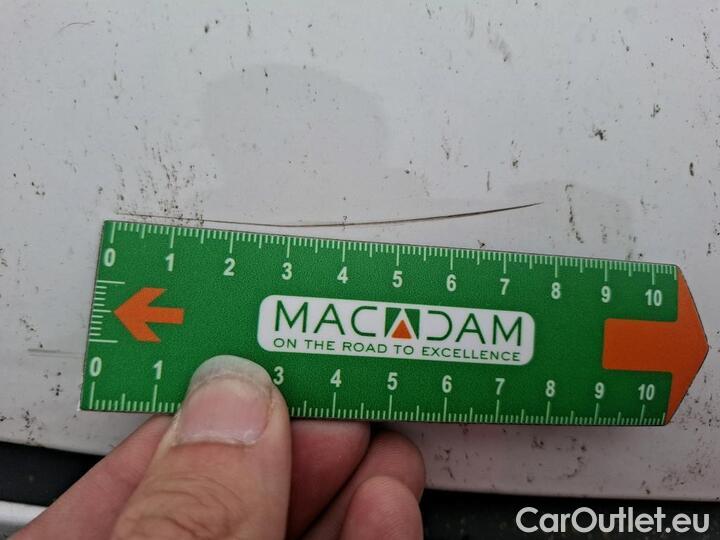 0 1 2 3 4 5 6 7 8 9 10
MACADAM
ON THE ROAD TO EXCELLENCE
0 1 3 4 5 6 7 8 9 10
CarOutlet.eu